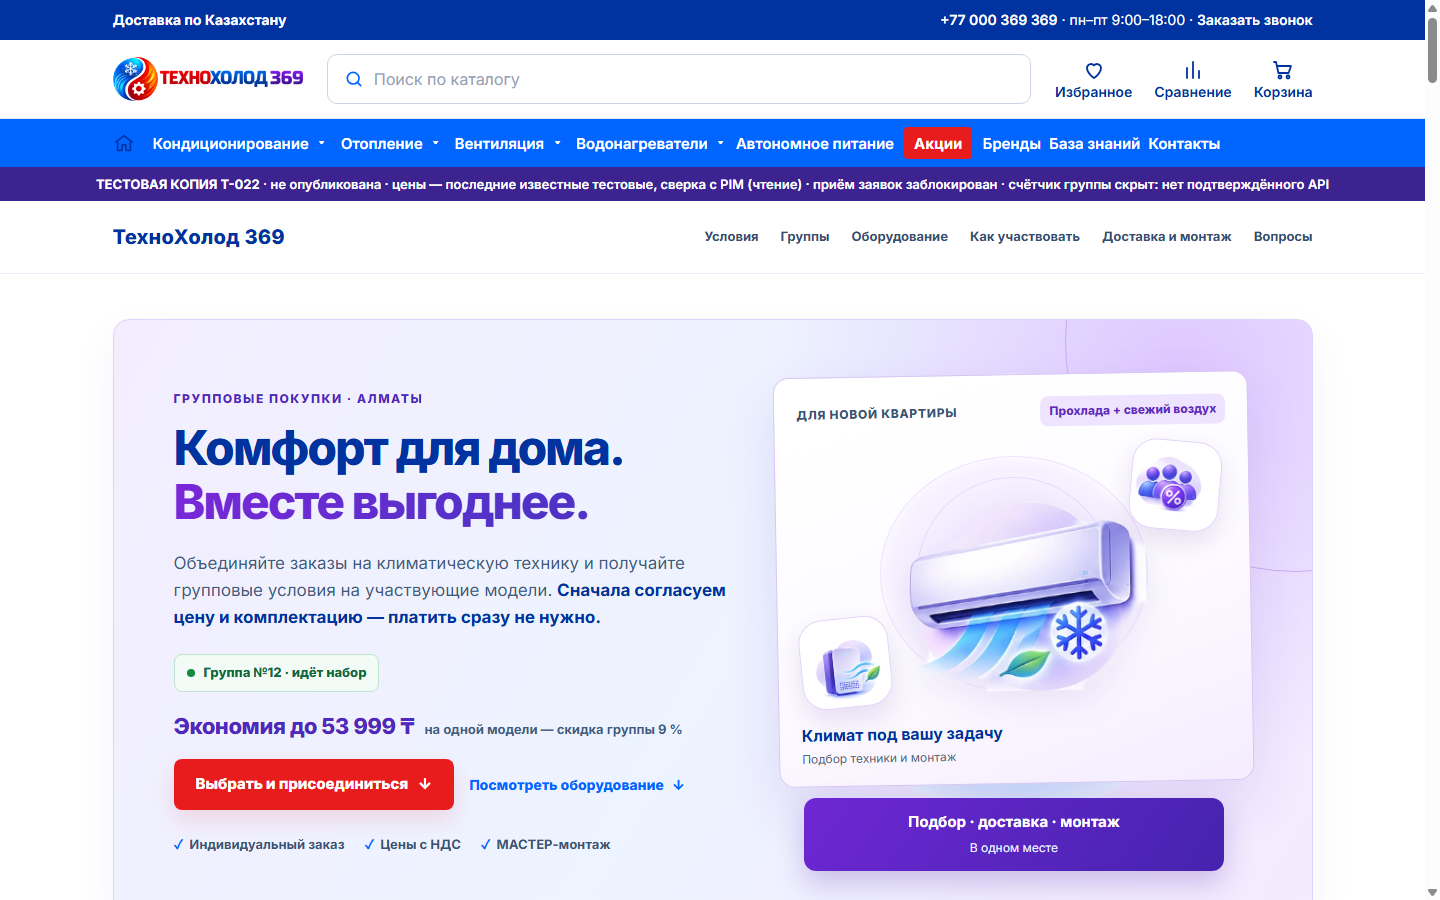 Доставка по Казахстану
+77 000 369 369 · пн–пт 9:00–18:00 · Заказать звонок
ТЕХНОХОЛОД 369
Поиск по каталогу
Избранное
Сравнение
Корзина
Кондиционирование
Отопление
Вентиляция
Водонагреватели
Автономное питание
Акции
Бренды
База знаний
Контакты
ТЕСТОВАЯ КОПИЯ T-022 · не опубликована · цены — последние известные тестовые, сверка с PIM (чтение) · приём заявок заблокирован · счётчик группы скрыт: нет подтверждённого API
ТехноХолод 369
Условия
Группы
Оборудование
Как участвовать
Доставка и монтаж
Вопросы
ГРУППОВЫЕ ПОКУПКИ · АЛМАТЫ
Комфорт для дома.
Вместе выгоднее.
Объединяйте заказы на климатическую технику и получайте
групповые условия на участвующие модели. Сначала согласуем
цену и комплектацию — платить сразу не нужно.
Группа №12 · идёт набор
Экономия до 53 999 ₸ на одной модели — скидка группы 9 %
Выбрать и присоединиться ↓
Посмотреть оборудование ↓
✓ Индивидуальный заказ
✓ Цены с НДС
✓ МАСТЕР-монтаж
ДЛЯ НОВОЙ КВАРТИРЫ
Прохлада + свежий воздух
%
Климат под вашу задачу
Подбор техники и монтаж
Подбор · доставка · монтаж
В одном месте